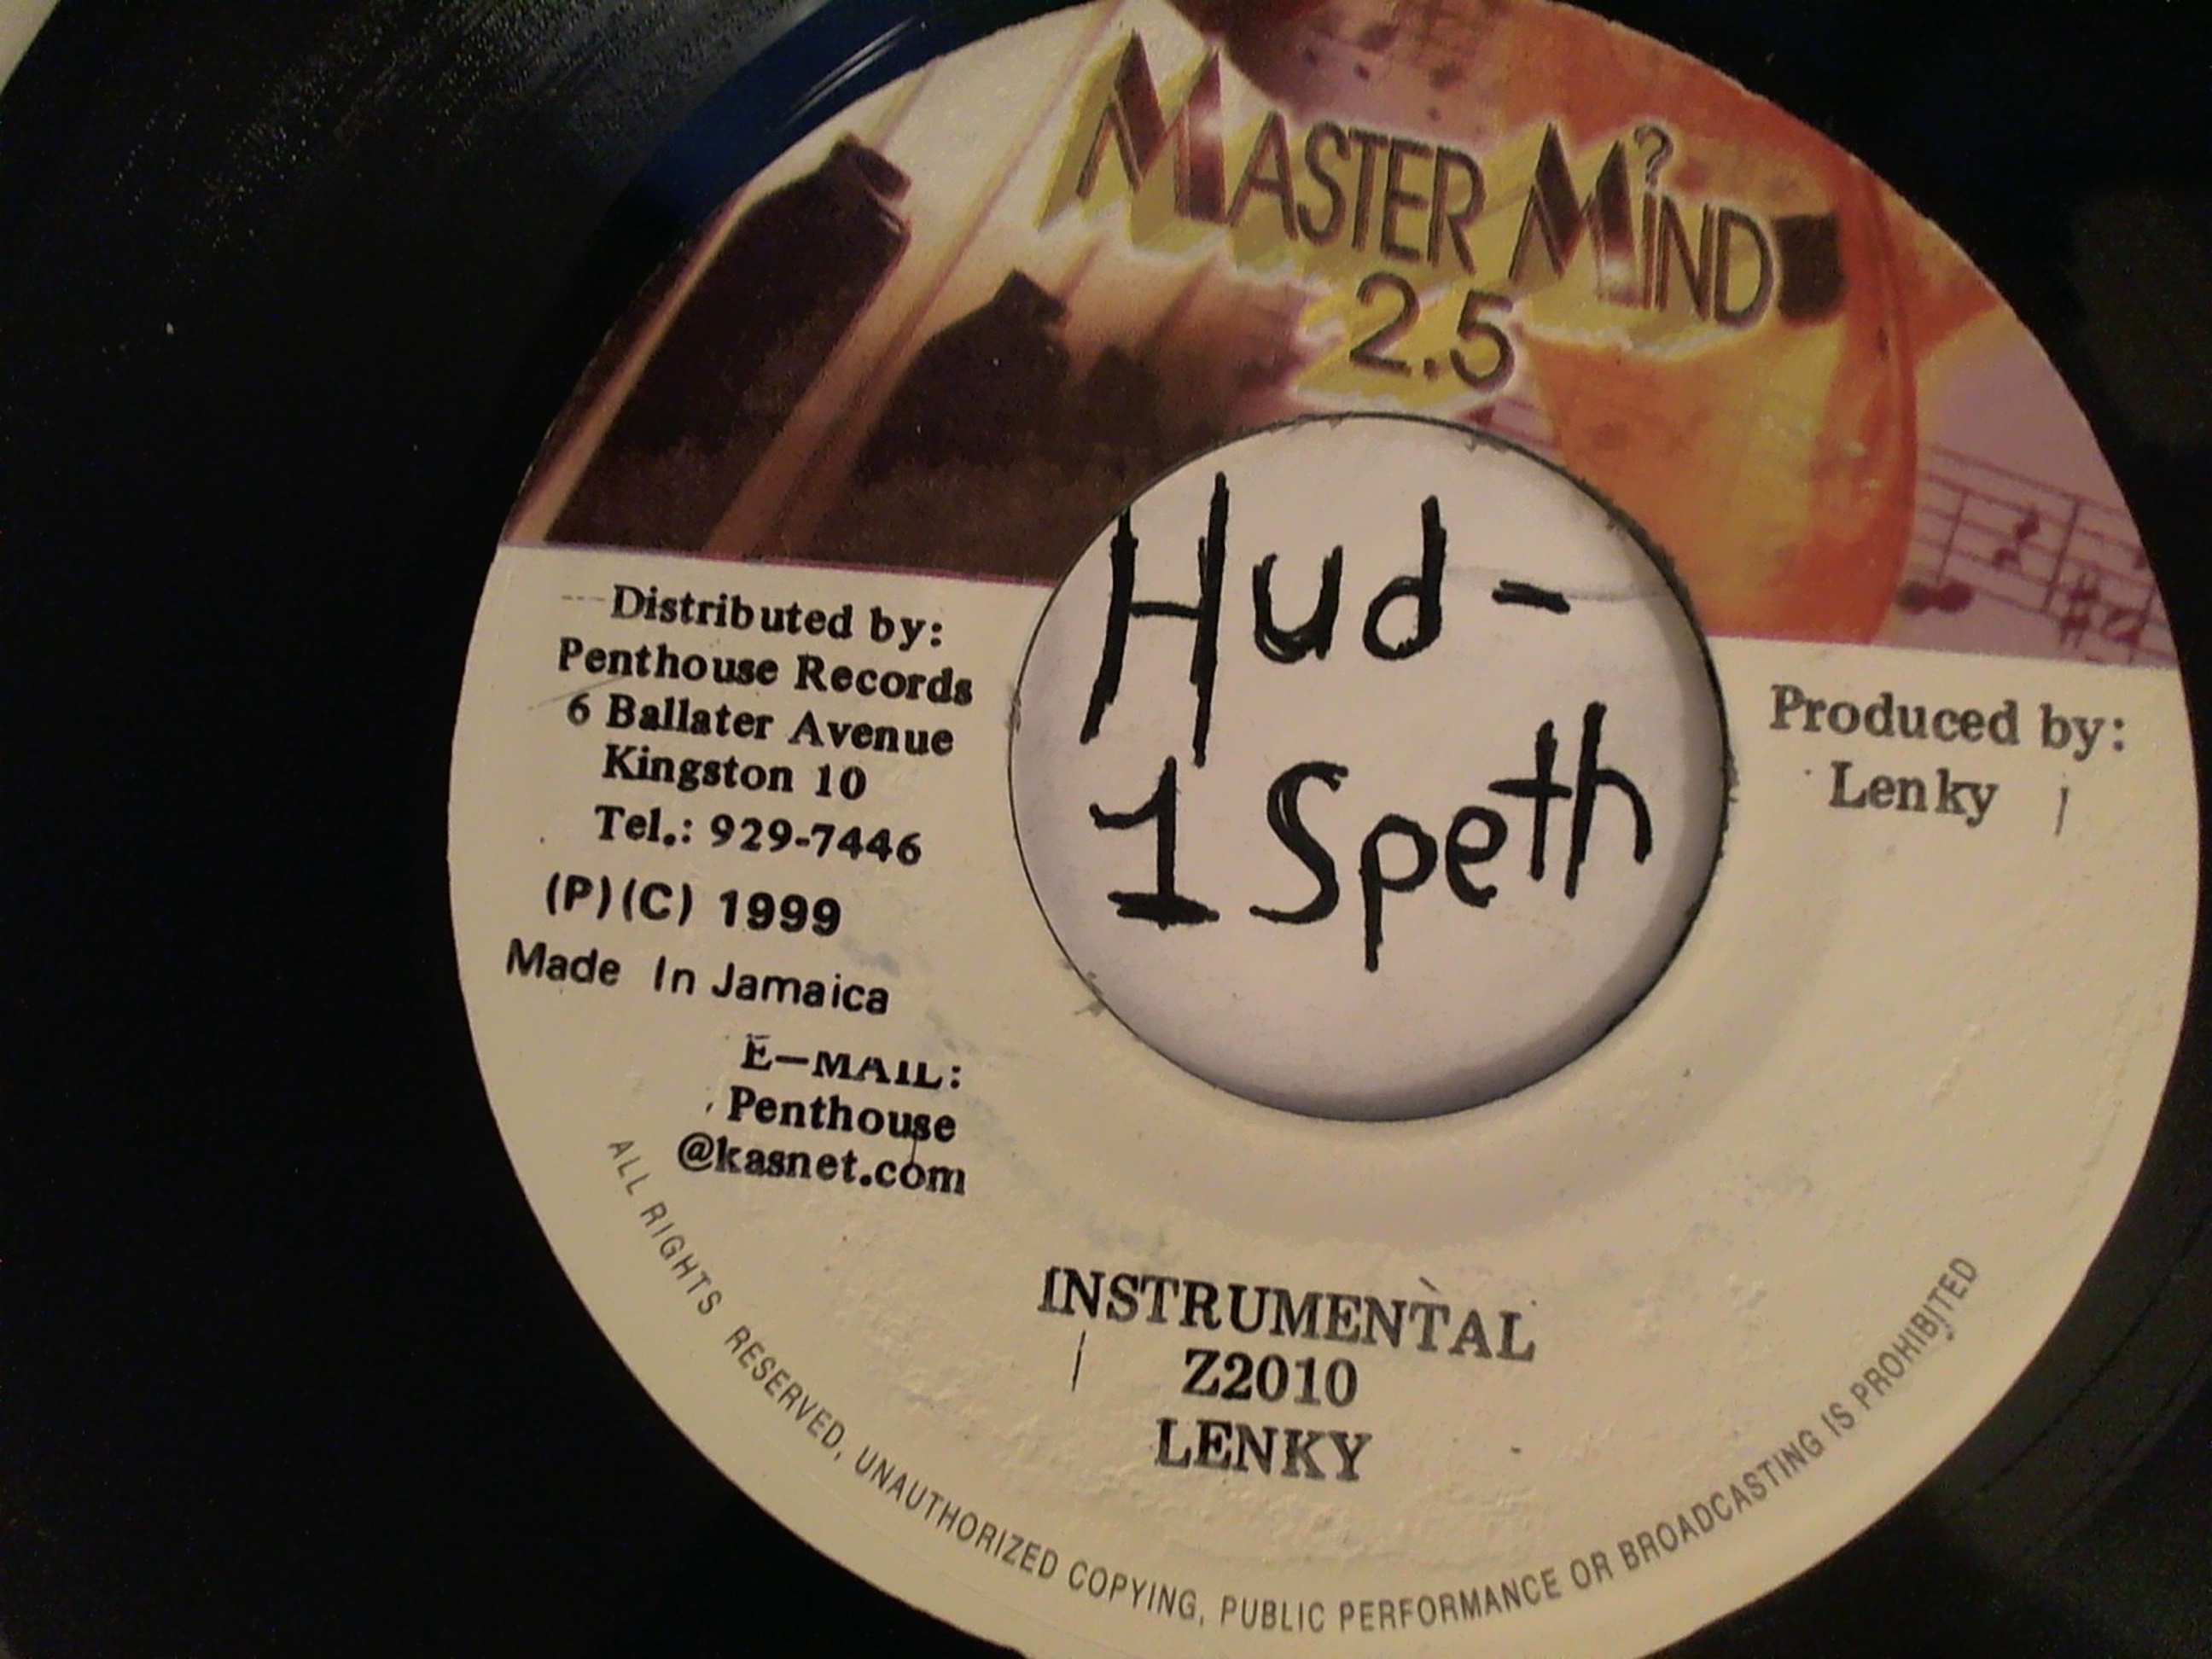 MASTER MIND
?
2.5
Hud-
1Speth
Distributed by:
Penthouse Records
6 Ballater Avenue
Kingston 10
Tel.: 929-7446
(P)(C) 1999
Made In Jamaica
E-MAIL:
Penthouse
@kasnet.com
Produced by:
Lenky
INSTRUMENTAL
Z2010
LENKY
ALL RIGHTS RESERVED, UNAUTHORIZED COPYING, PUBLIC PERFORMANCE OR BROADCASTING IS PROHIBITED